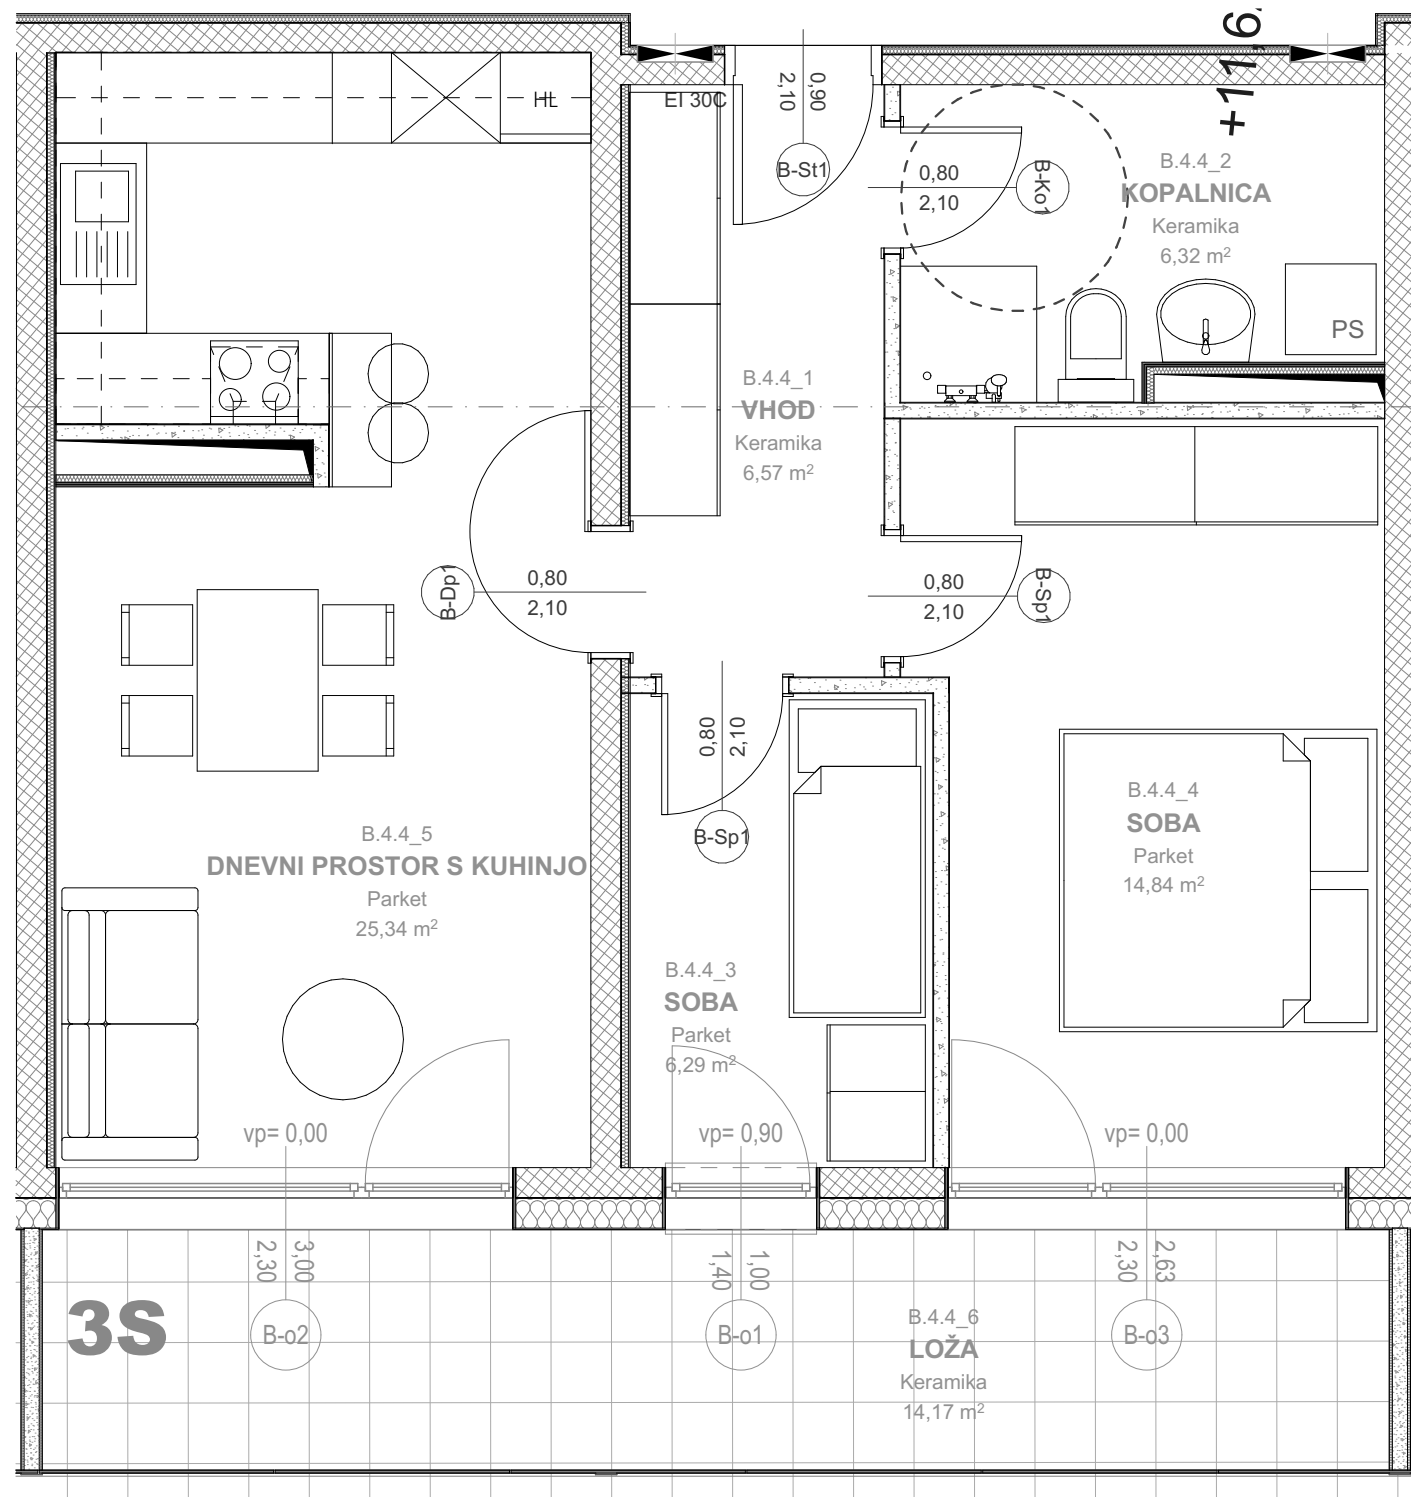 HL
EI 30C
0,90
2,10
B-St1
+11,6
0,80
2,10
B-Ko1
B.4.4_2
KOPALNICA
Keramika
6,32 m²
PS
B.4.4_1
VHOD
Keramika
6,57 m²
B-Dp1
0,80
2,10
0,80
2,10
B-Sp1
0,80
2,10
B-Sp1
B.4.4_5
DNEVNI PROSTOR S KUHINJO
Parket
25,34 m²
B.4.4_4
SOBA
Parket
14,84 m²
B.4.4_3
SOBA
Parket
6,29 m²
vp= 0,00
vp= 0,90
vp= 0,00
3,00
2,30
B-o2
1,00
1,40
B-o1
2,63
2,30
B-o3
3S
B.4.4_6
LOŽA
Keramika
14,17 m²